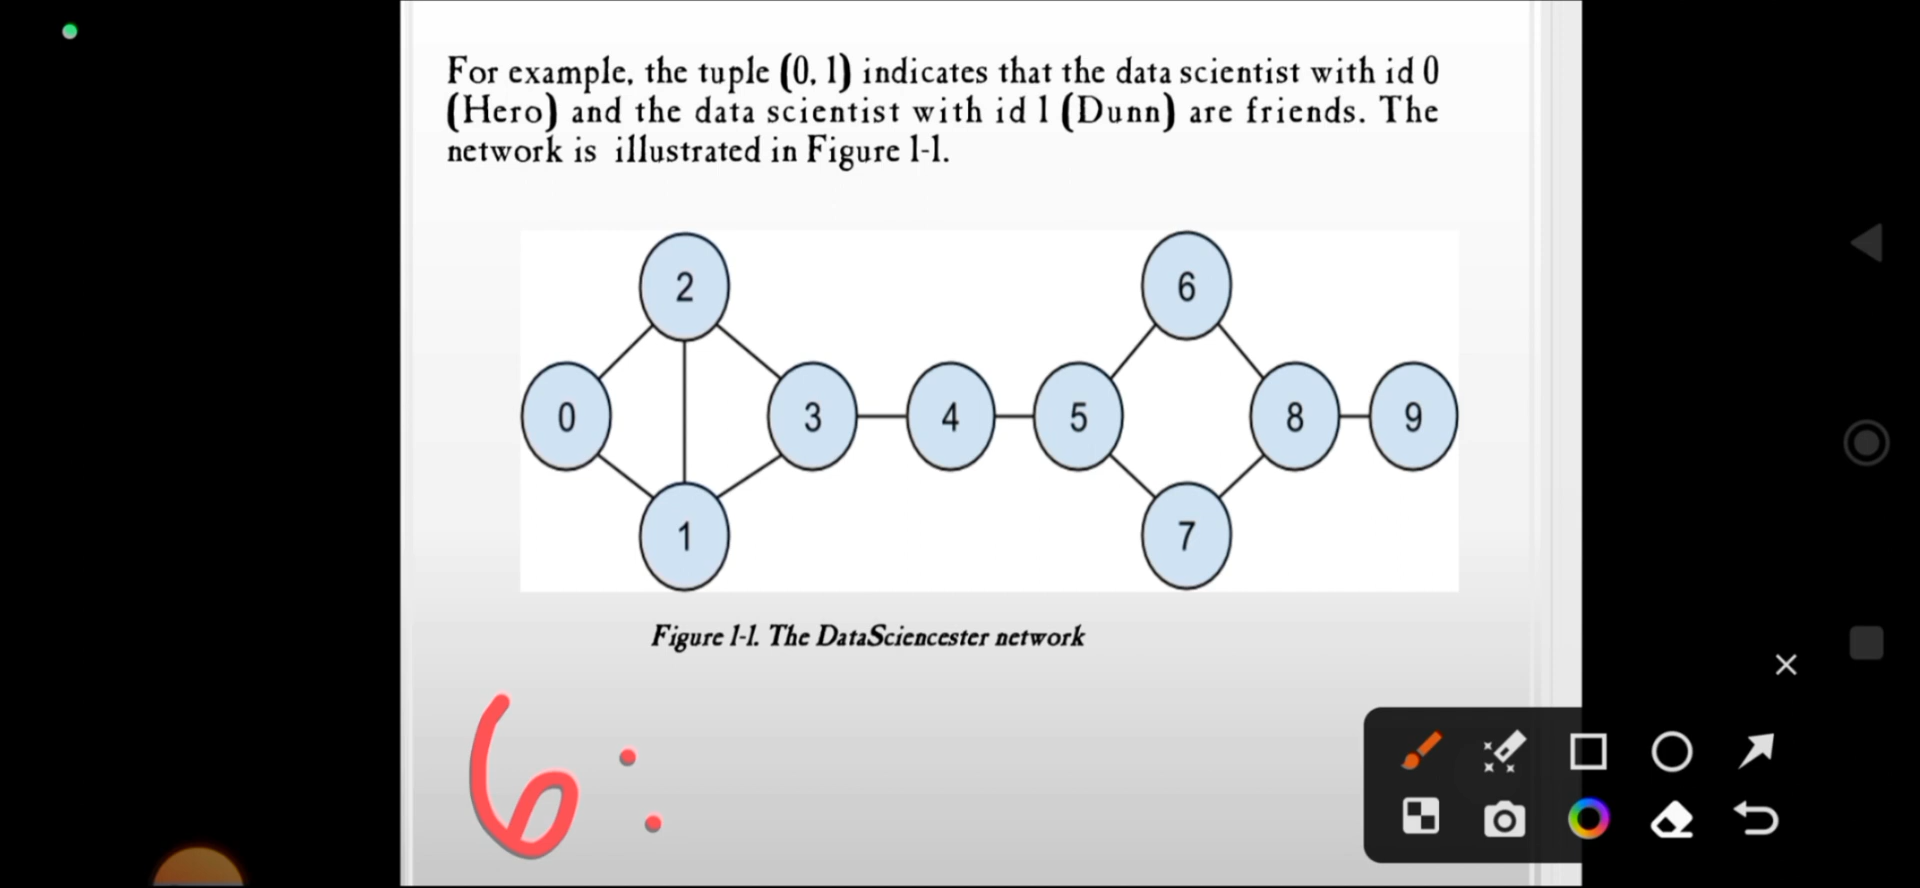 For example, the tuple (0, 1) indicates that the data scientist with id 0
(Hero) and the data scientist with id 1 (Dunn) are friends. The
network is illustrated in Figure 1-1.
2
6
0
3
4
5
8
9
1
7
Figure 1-1. The DataSciencester network
6 :